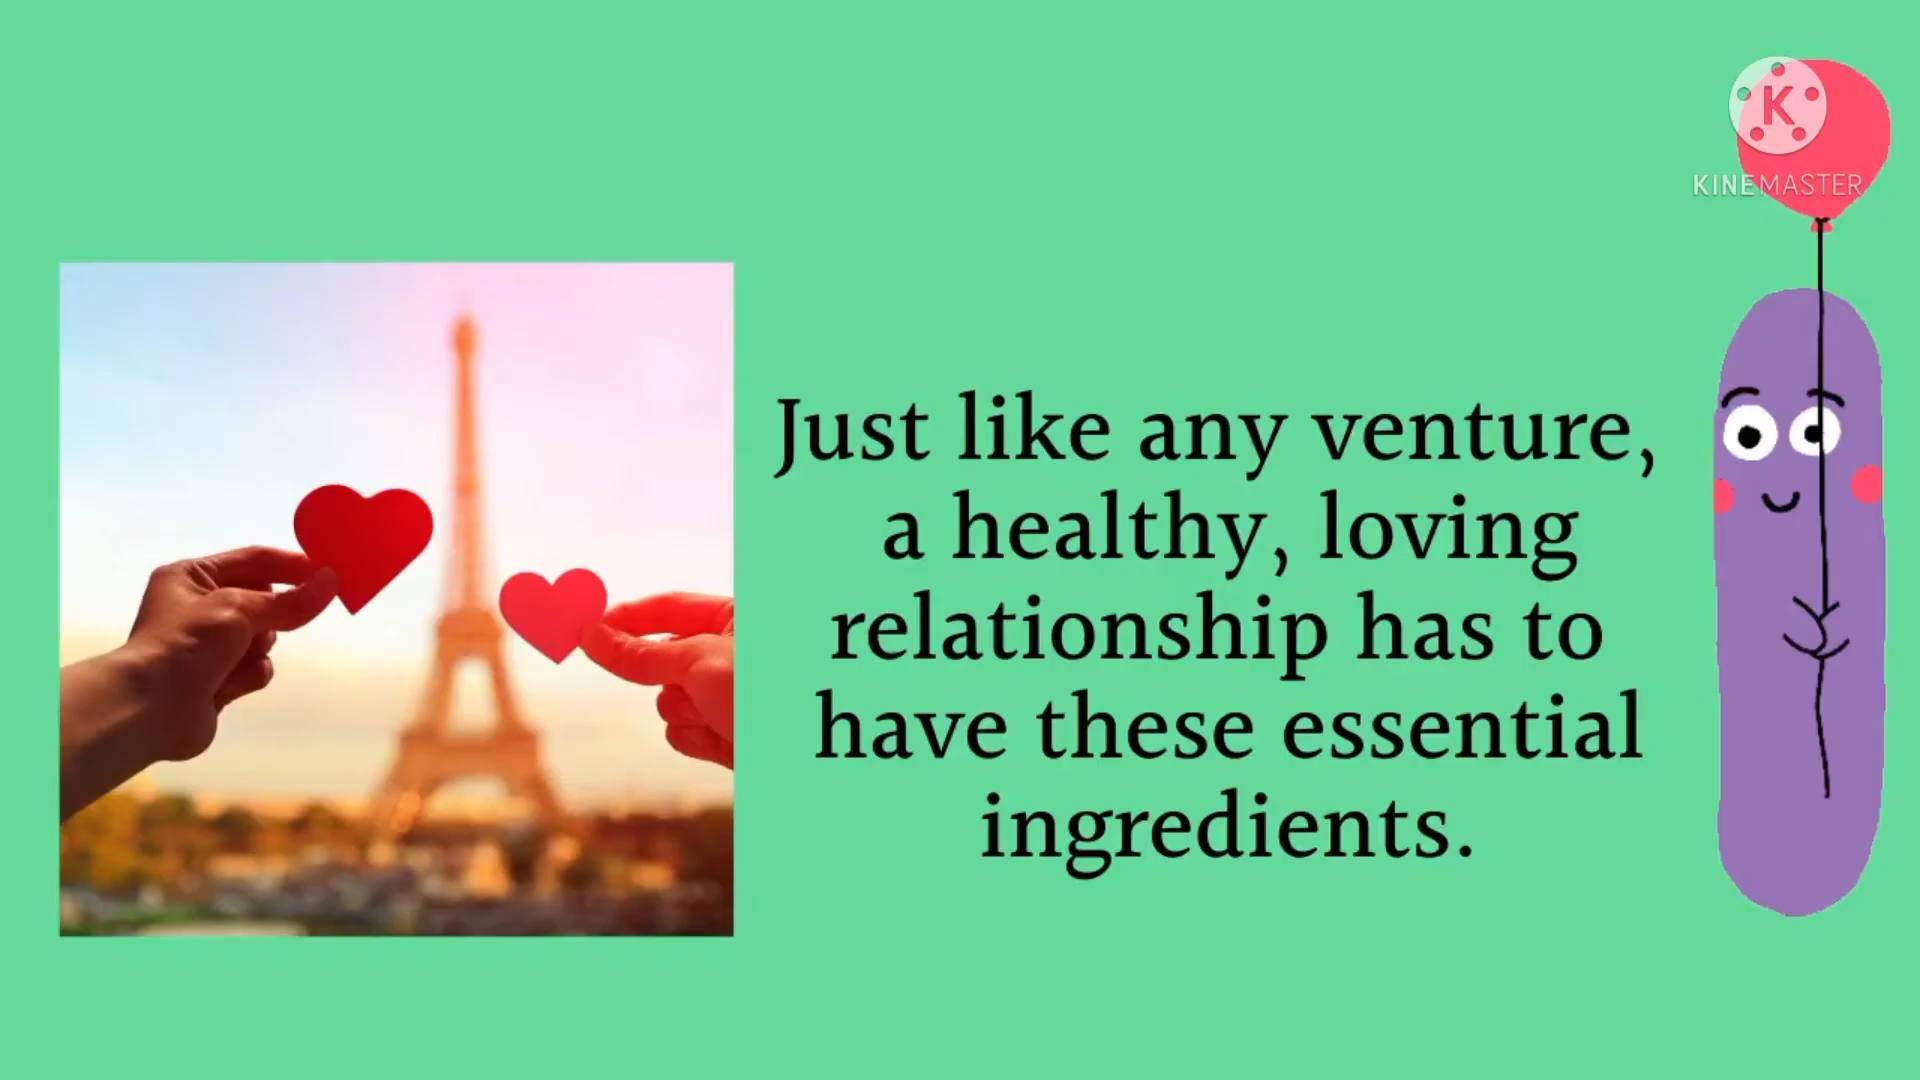 K
KINEMASTER
Just like any venture,
a healthy, loving
relationship has to
have these essential
ingredients.